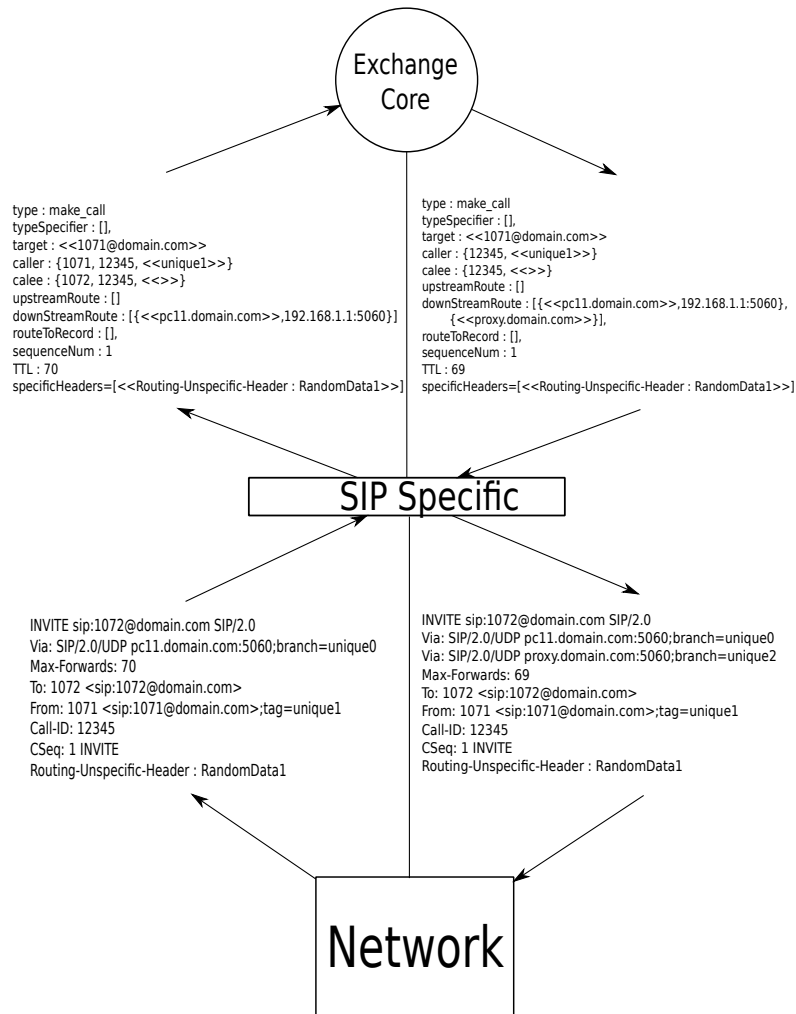 Exchange
Core
type : make_call
typeSpecifier : [],
target : <<1071@domain.com>>
caller : {1071, 12345, <<unique1>>}
calee : {1072, 12345, <<>>}
upstreamRoute : []
downStreamRoute : [{<<pc11.domain.com>>,192.168.1.1:5060}]
routeToRecord : [],
sequenceNum : 1
TTL : 70
specificHeaders=[<<Routing-Unspecific-Header : RandomData1>>]
type : make_call
typeSpecifier : [],
target : <<1071@domain.com>>
caller : {12345, <<unique1>>}
calee : {12345, <<>>}
upstreamRoute : []
downStreamRoute : [{<<pc11.domain.com>>,192.168.1.1:5060},
{<<proxy.domain.com>>}],
routeToRecord : [],
sequenceNum : 1
TTL : 69
specificHeaders=[<<Routing-Unspecific-Header : RandomData1>>]
SIP Specific
INVITE sip:1072@domain.com SIP/2.0
Via: SIP/2.0/UDP pc11.domain.com:5060;branch=unique0
Max-Forwards: 70
To: 1072 <sip:1072@domain.com>
From: 1071 <sip:1071@domain.com>;tag=unique1
Call-ID: 12345
CSeq: 1 INVITE
Routing-Unspecific-Header : RandomData1
INVITE sip:1072@domain.com SIP/2.0
Via: SIP/2.0/UDP pc11.domain.com:5060;branch=unique0
Via: SIP/2.0/UDP proxy.domain.com:5060;branch=unique2
Max-Forwards: 69
To: 1072 <sip:1072@domain.com>
From: 1071 <sip:1071@domain.com>;tag=unique1
Call-ID: 12345
CSeq: 1 INVITE
Routing-Unspecific-Header : RandomData1
Network